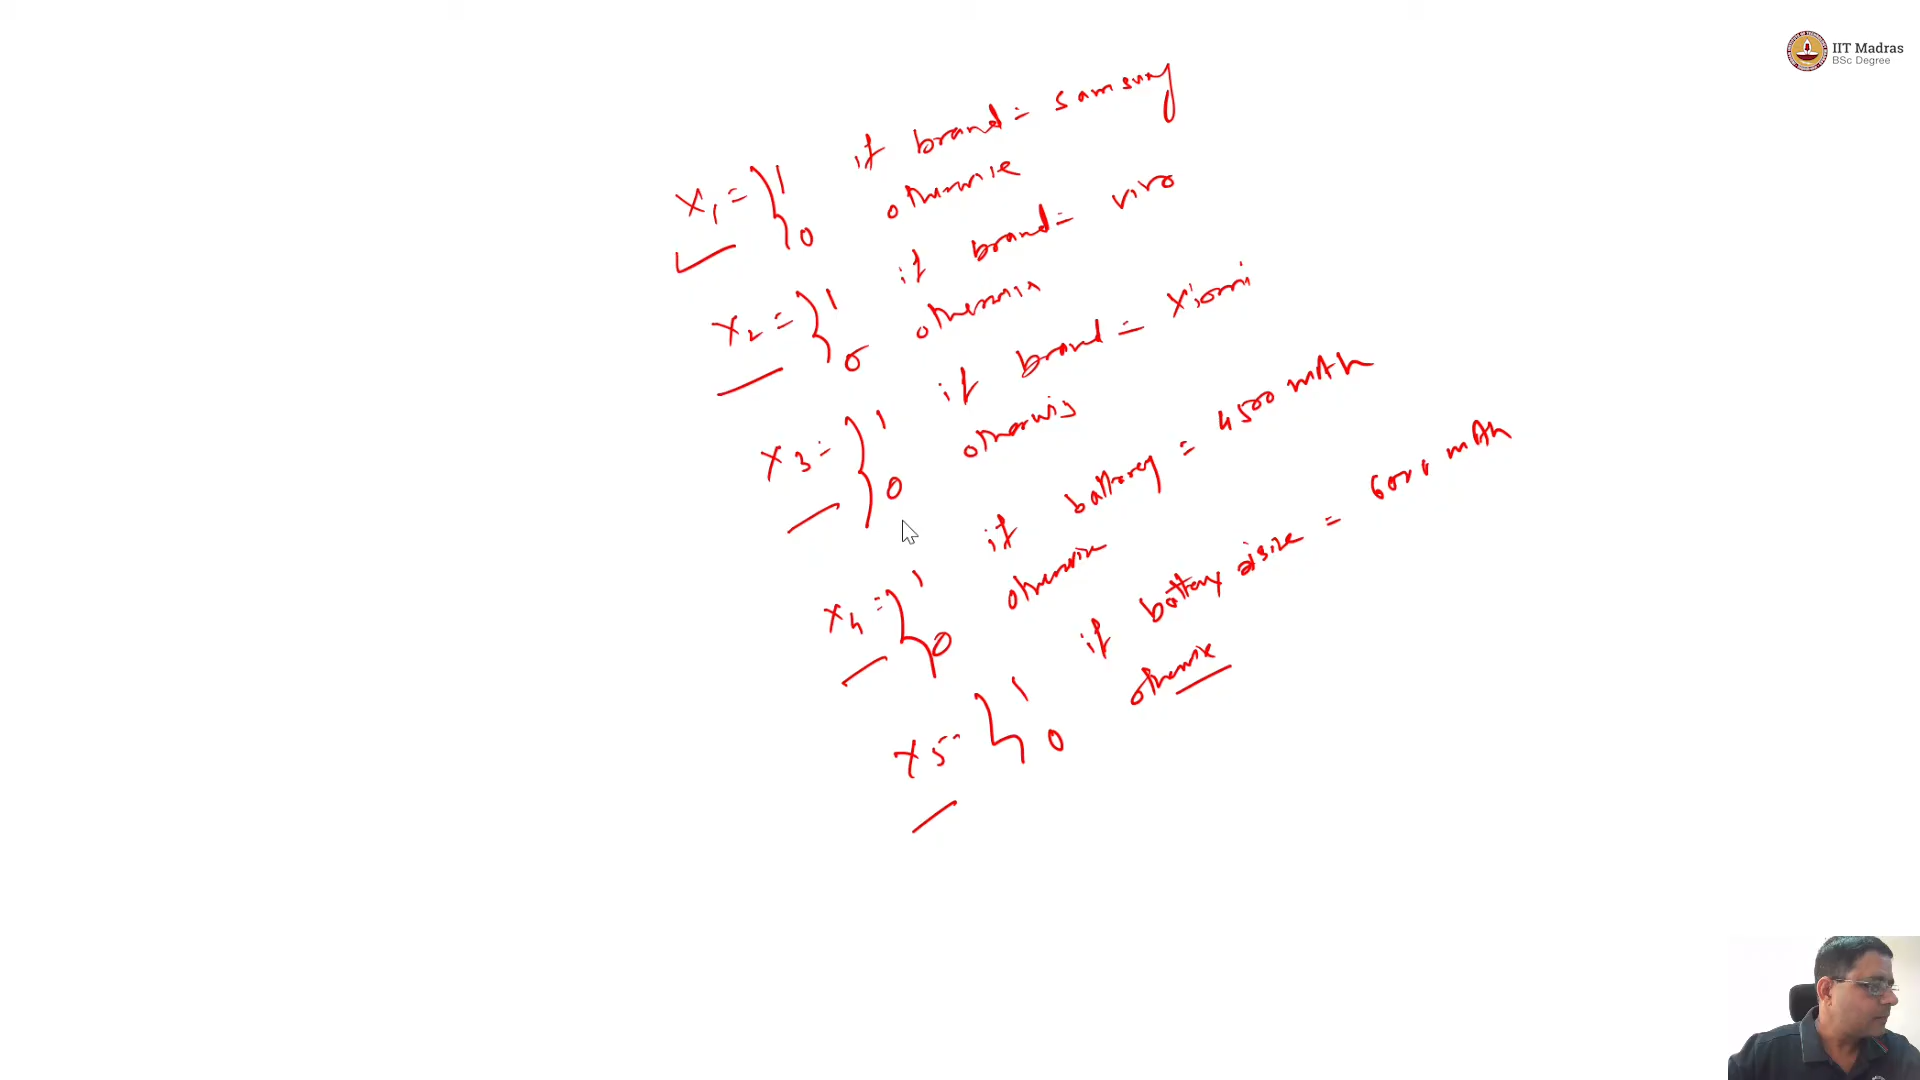 IIT Madras
BSc Degree
X1 = { 1 if brand = samsung
0 otherwise
X2 = { 1 if brand = vivo
0 otherwise
X3 = { 1 if brand = Xiomi
0 otherwis
X4 = { 1 if battery = 4500 mAh
0 otherwise
X5 = { 1 if battery size = 6000 mAh
0 otherwise